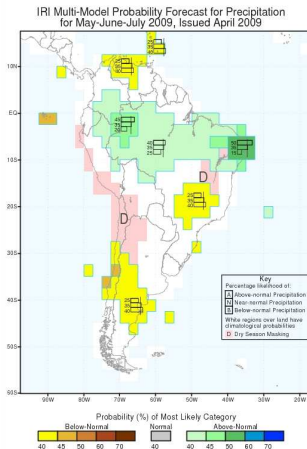 IRI Multi-Model Probability Forecast for Precipitation
for May-June-July 2009, Issued April 2009
10N
EQ
10S
20S
30S
40S
50S
60S
90W 80W 70W 60W 50W 40W 30W 20W
D
D
Key
Percentage likelihood of:
A Above-normal Precipitation
N Near-normal Precipitation
B Below-normal Precipitation
White regions over land have
climatological probabilities
D Dry Season Masking
Probability (%) of Most Likely Category
Below-Normal Normal Above-Normal
40 45 50 60 70 40 40 45 50 60 70